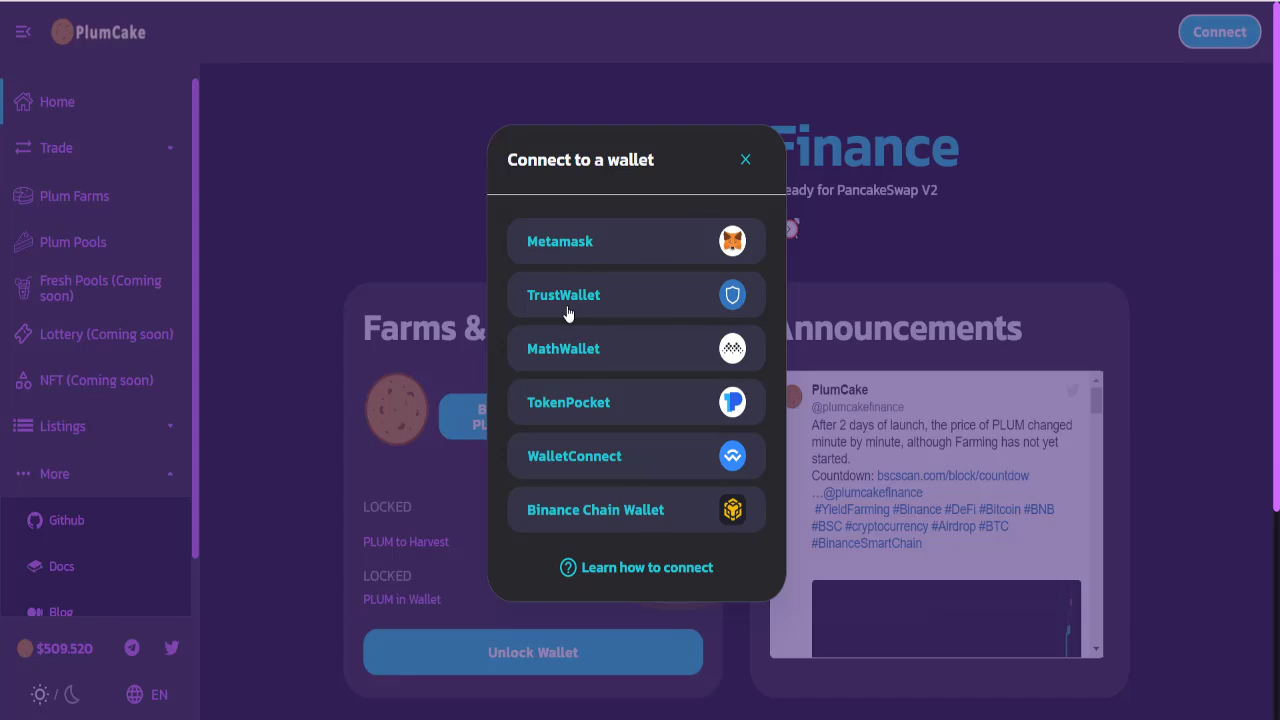 PlumCake
Connect
Home
Trade
Plum Farms
Plum Pools
Fresh Pools (Coming
soon)
Lottery (Coming soon)
NFT (Coming soon)
Listings
More
Github
Docs
Blog
$509.520
/
EN
Finance
eady for PancakeSwap V2
Farms &
LOCKED
PLUM to Harvest
LOCKED
PLUM in Wallet
Unlock Wallet
Connect to a wallet
Metamask
TrustWallet
MathWallet
TokenPocket
WalletConnect
Binance Chain Wallet
Learn how to connect
Announcements
PlumCake
@plumcakefinance
After 2 days of launch, the price of PLUM changed
minute by minute, although Farming has not yet
started.
Countdown: bscscan.com/block/countdow
…@plumcakefinance
#YieldFarming #Binance #DeFi #Bitcoin #BNB
#BSC #cryptocurrency #Airdrop #BTC
#BinanceSmartChain